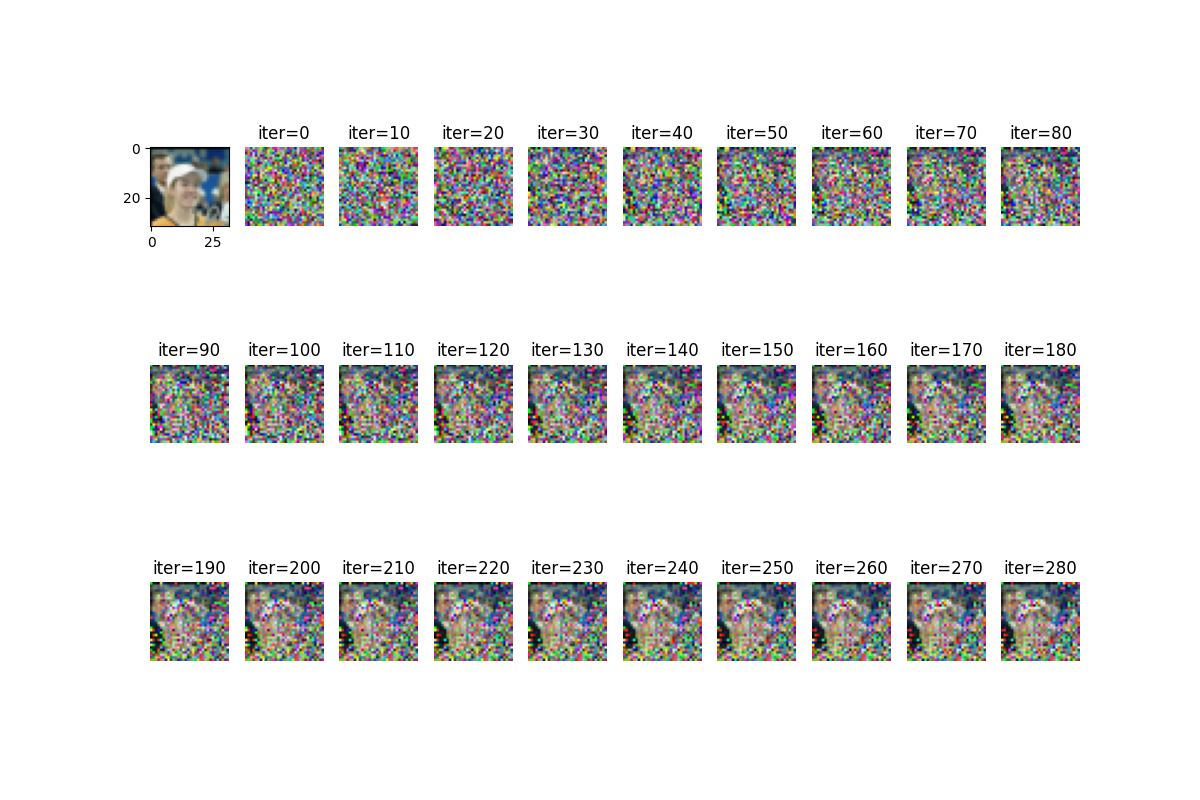 iter=0 iter=10 iter=20 iter=30 iter=40 iter=50 iter=60 iter=70 iter=80
0
20
0 25
iter=90 iter=100 iter=110 iter=120 iter=130 iter=140 iter=150 iter=160 iter=170 iter=180
iter=190 iter=200 iter=210 iter=220 iter=230 iter=240 iter=250 iter=260 iter=270 iter=280